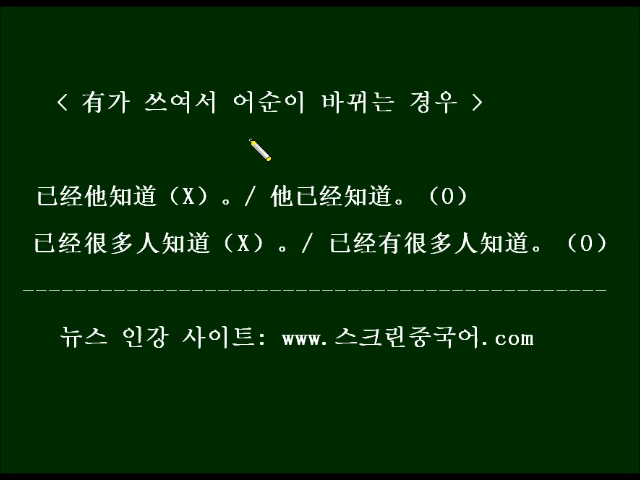 < 有가 쓰여서 어순이 바뀌는 경우 >
已经他知道（X）。/ 他已经知道。（O）
已经很多人知道（X）。/ 已经有很多人知道。（O）
뉴스 인강 사이트: www.스크린중국어.com